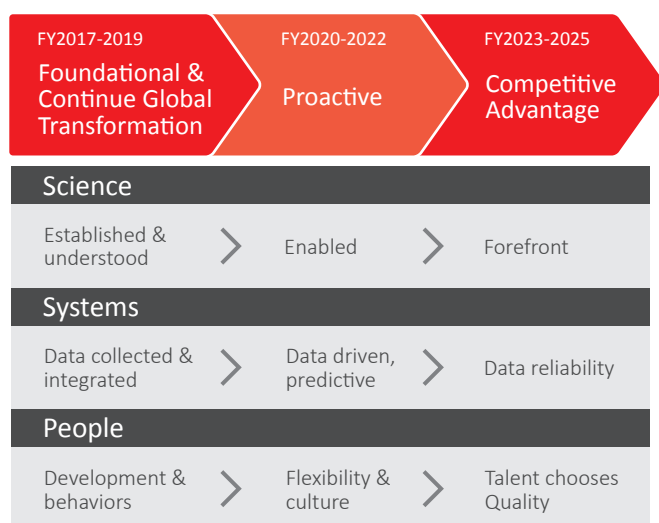 FY2017-2019
Foundational &
Continue Global
Transformation
FY2020-2022
Proactive
FY2023-2025
Competitive
Advantage
Science
Established &
understood
Enabled
Forefront
Systems
Data collected &
integrated
Data driven,
predictive
Data reliability
People
Development &
behaviors
Flexibility &
culture
Talent chooses
Quality